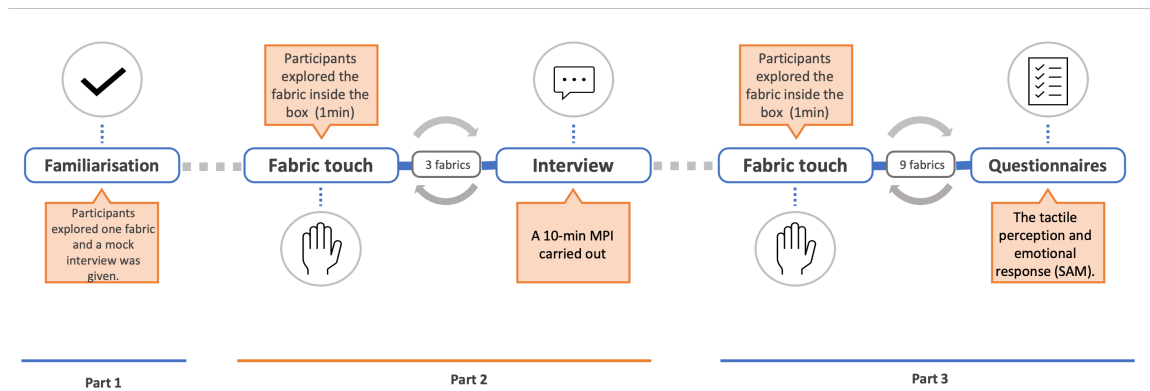 Participants
explored the
fabric inside the
box (1min)
Participants
explored the
fabric inside the
box (1min)
Familiarisation
Fabric touch
3 fabrics
Interview
Fabric touch
9 fabrics
Questionnaires
Participants
explored one fabric
and a mock
interview was
given.
A 10-min MPI
carried out
The tactile
perception and
emotional
response (SAM).
Part 1
Part 2
Part 3